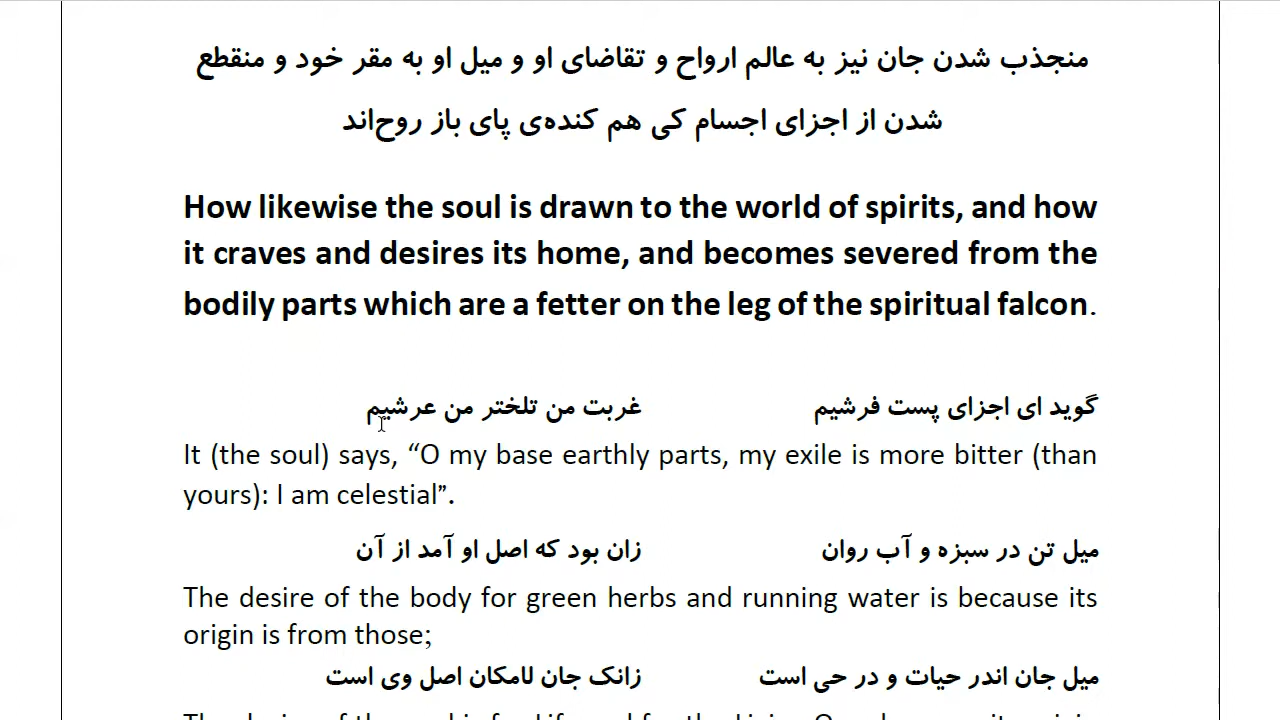 منجذب شدن جان نیز به عالم ارواح و تقاضای او و میل او به مقر خود و منقطع
شدن از اجزای اجسام کی هم کنده‌ی پای باز روح‌اند
How likewise the soul is drawn to the world of spirits, and how
it craves and desires its home, and becomes severed from the
bodily parts which are a fetter on the leg of the spiritual falcon.
گوید ای اجزای پست فرشیم غربت من تلختر من عرشیم
It (the soul) says, “O my base earthly parts, my exile is more bitter (than
yours): I am celestial”.
میل تن در سبزه و آب روان زان بود که اصل او آمد از آن
The desire of the body for green herbs and running water is because its
origin is from those;
میل جان اندر حیات و در حی است زانک جان لامکان اصل وی است